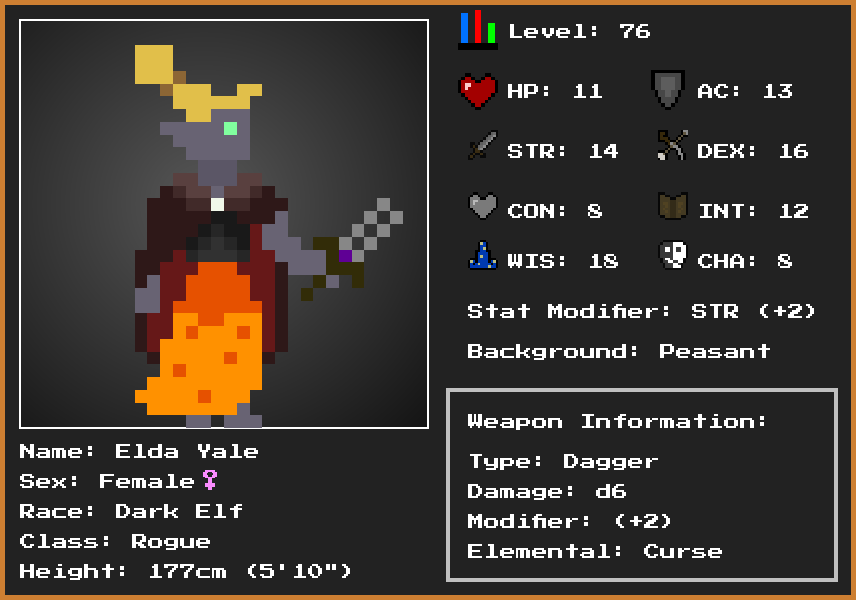 Level: 76
HP: 11 AC: 13
STR: 14 DEX: 16
CON: 8 INT: 12
WIS: 18 CHA: 8
Stat Modifier: STR (+2)
Background: Peasant
Weapon Information:
Type: Dagger
Damage: d6
Modifier: (+2)
Elemental: Curse
Name: Elda Yale
Sex: Female♀
Race: Dark Elf
Class: Rogue
Height: 177cm (5'10")